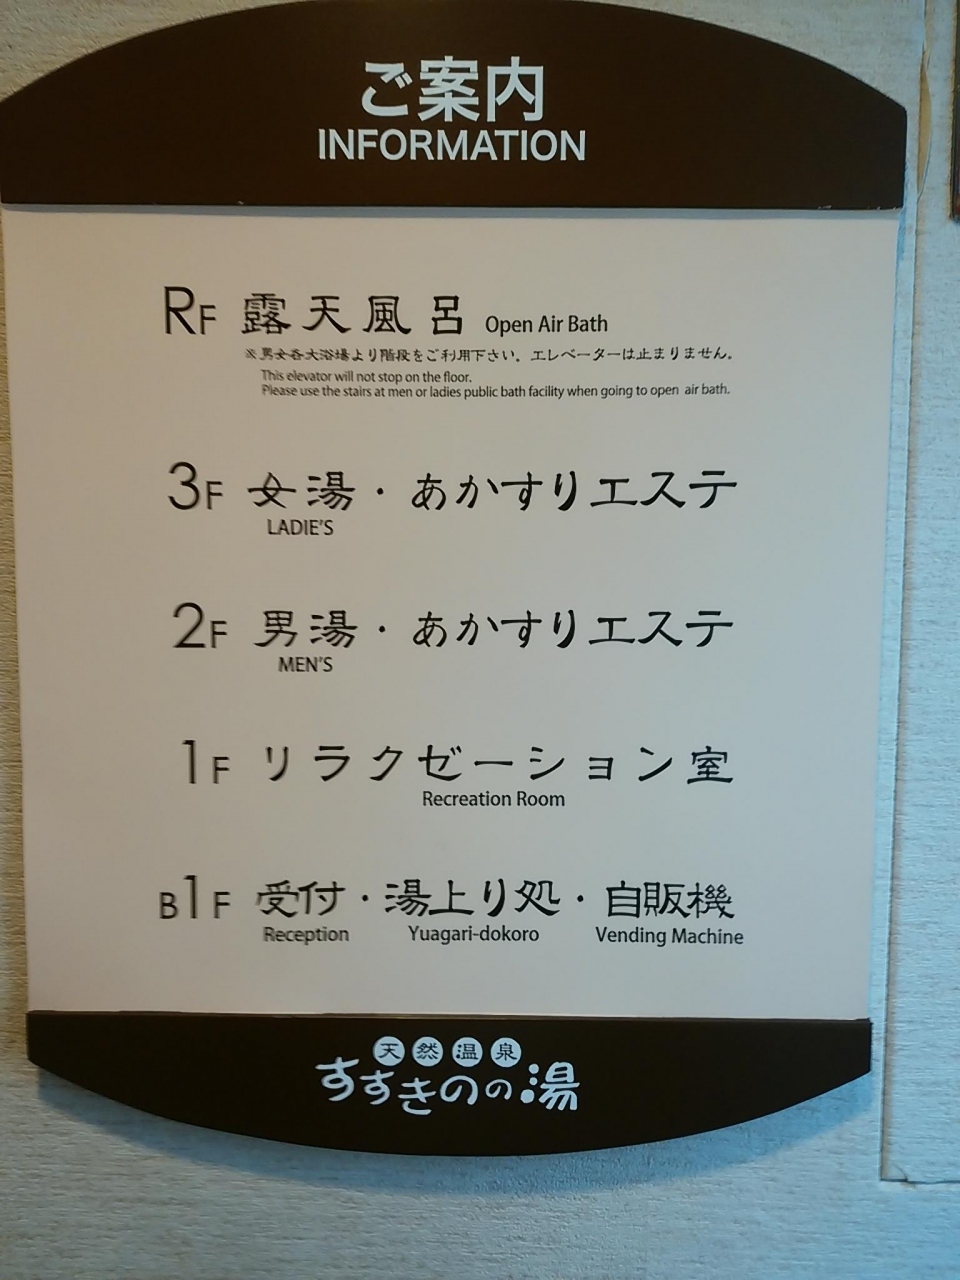 ご案内
INFORMATION
RF 露天風呂 Open Air Bath
※男女各大浴場より階段をご利用下さい。エレベーターは止まりません。
This elevator will not stop on the floor.
Please use the stairs at men or ladies public bath facility when going to open air bath.
3F 女湯・あかすりエステ
LADIE'S
2F 男湯・あかすりエステ
MEN'S
1F リラクゼーション室
Recreation Room
B1F 受付・湯上り処・自販機
Reception Yuagari-dokoro Vending Machine
天然温泉
すすきのの湯